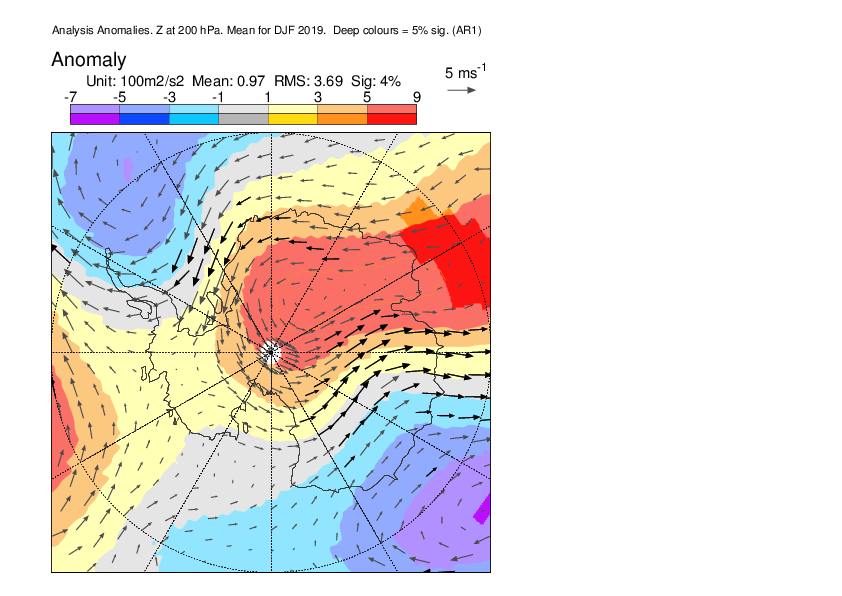 Analysis Anomalies. Z at 200 hPa. Mean for DJF 2019. Deep colours = 5% sig. (AR1)
Anomaly
5 ms-1
Unit: 100m2/s2 Mean: 0.97 RMS: 3.69 Sig: 4%
-7 -5 -3 -1 1 3 5 9